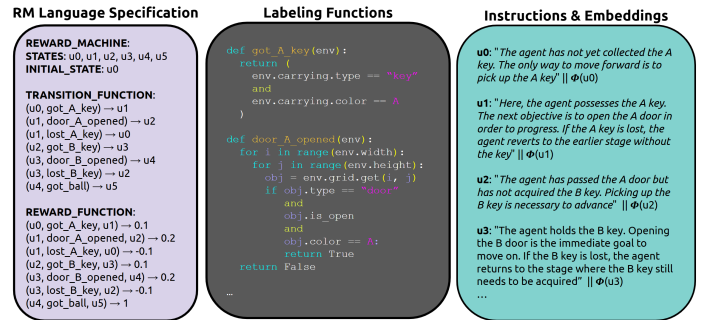 RM Language Specification
REWARD_MACHINE:
STATES: u0, u1, u2, u3, u4, u5
INITIAL_STATE: u0
TRANSITION_FUNCTION:
(u0, got_A_key) → u1
(u1, door_A_opened) → u2
(u1, lost_A_key) → u0
(u2, got_B_key) → u3
(u3, door_B_opened) → u4
(u3, lost_B_key) → u2
(u4, got_ball) → u5
REWARD_FUNCTION:
(u0, got_A_key, u1) → 0.1
(u1, door_A_opened, u2) → 0.2
(u1, lost_A_key, u0) → -0.1
(u2, got_B_key, u3) → 0.1
(u3, door_B_opened, u4) → 0.2
(u3, lost_B_key, u2) → -0.1
(u4, got_ball, u5) → 1
Labeling Functions
def got_A_key(env):
return (
env.carrying.type == "key"
and
env.carrying.color == A
)
def door_A_opened(env):
for i in range(env.width):
for j in range(env.height):
obj = env.grid.get(i, j)
if obj.type == "door"
and
obj.is_open
and
obj.color == A:
return True
return False
…
Instructions & Embeddings
u0: "The agent has not yet collected the A
key. The only way to move forward is to
pick up the A key" || Φ(u0)
u1: "Here, the agent possesses the A key.
The next objective is to open the A door in
order to progress. If the A key is lost, the
agent reverts to the earlier stage without
the key" || Φ(u1)
u2: "The agent has passed the A door but
has not acquired the B key. Picking up the
B key is necessary to advance" || Φ(u2)
u3: "The agent holds the B key. Opening
the B door is the immediate goal to
move on. If the B key is lost, the agent
returns to the stage where the B key still
needs to be acquired" || Φ(u3)
…